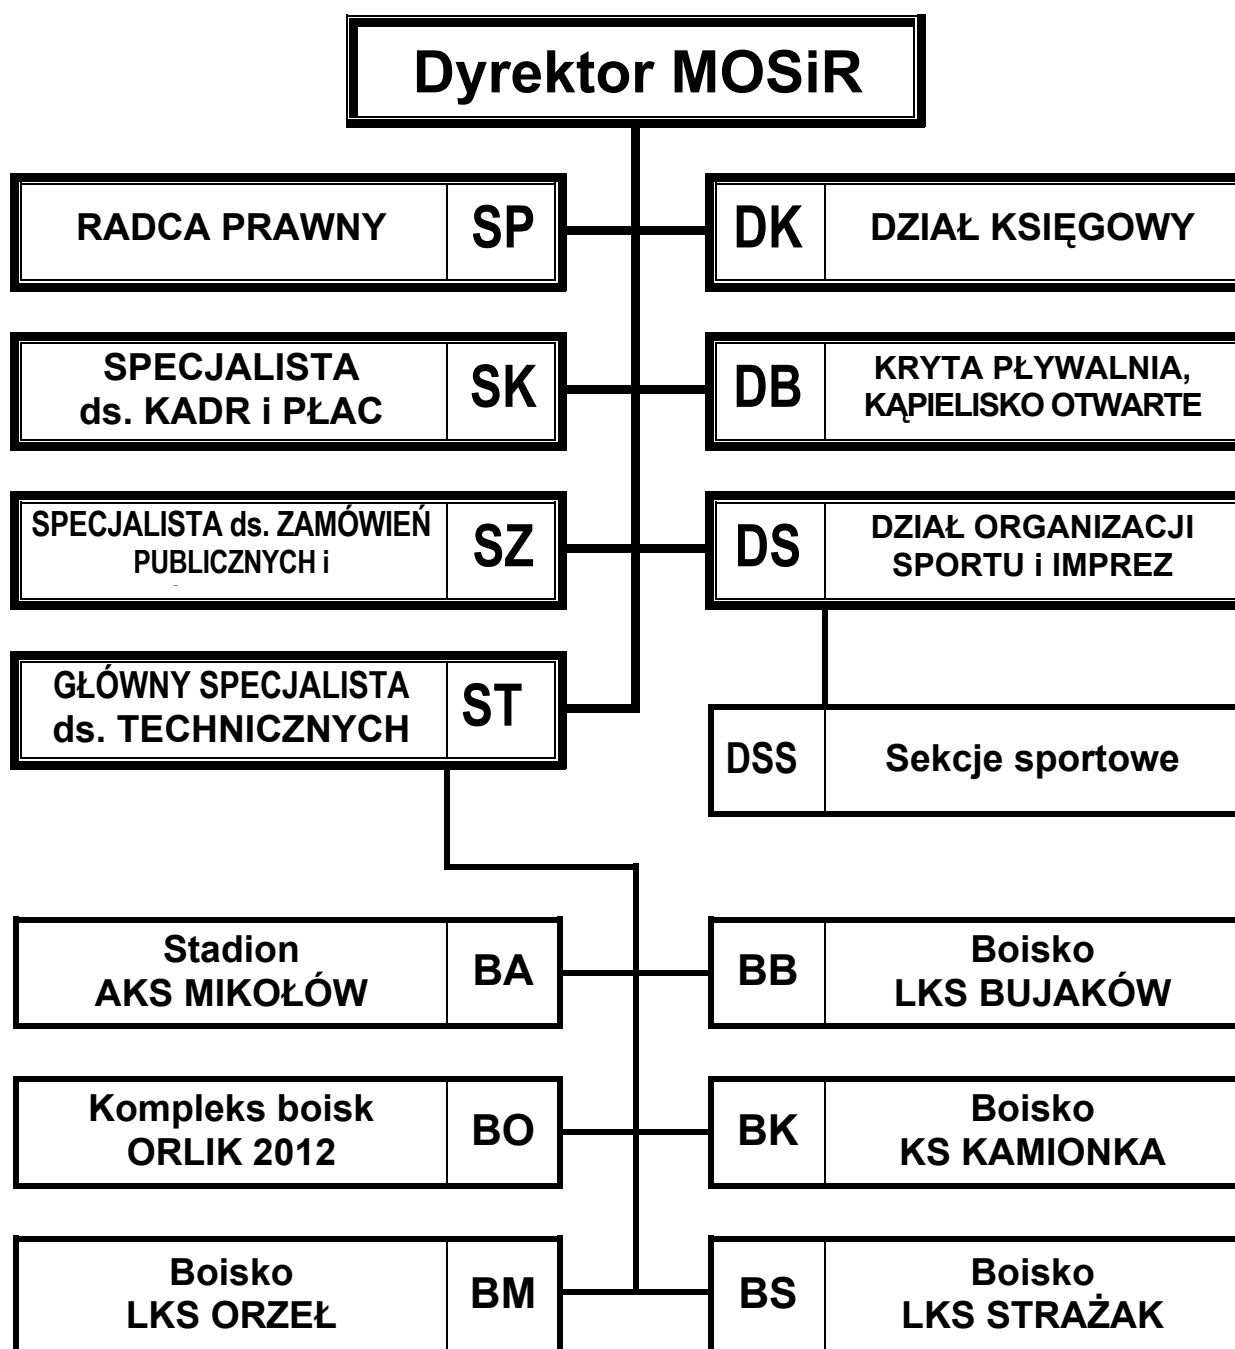 Dyrektor MOSiR
RADCA PRAWNY
SP
DK
DZIAŁ KSIĘGOWY
SPECJALISTA
ds. KADR i PŁAC
SK
DB
KRYTA PŁYWALNIA,
KĄPIELISKO OTWARTE
SPECJALISTA ds. ZAMÓWIEŃ
PUBLICZNYCH i
SZ
DS
DZIAŁ ORGANIZACJI
SPORTU i IMPREZ
GŁÓWNY SPECJALISTA
ds. TECHNICZNYCH
ST
DSS
Sekcje sportowe
Stadion
AKS MIKOŁÓW
BA
BB
Boisko
LKS BUJAKÓW
Kompleks boisk
ORLIK 2012
BO
BK
Boisko
KS KAMIONKA
Boisko
LKS ORZEŁ
BM
BS
Boisko
LKS STRAŻAK